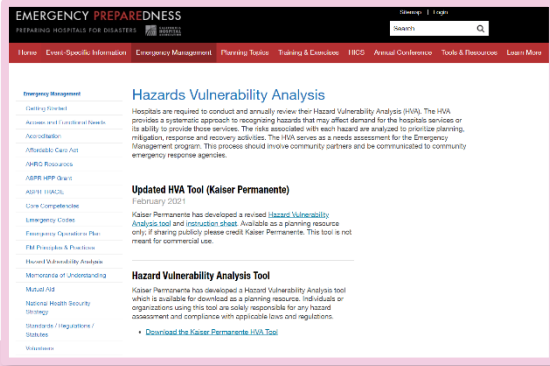 EMERGENCY PREPAREDNESS
PREPARING HOSPITALS FOR DISASTERS
CALIFORNIA HOSPITAL ASSOCIATION
Sitemap | Login
Search
Home Event-Specific Information Emergency Management Planning Topics Training & Exercises HICS Annual Conference Tools & Resources Learn More
Emergency Management
Getting Started
Access and Functional Needs
Accreditation
Affordable Care Act
AHRQ Resources
ASPR HPP Grant
ASPR TRACIE
Core Competencies
Emergency Codes
Emergency Operations Plan
EM Principles & Practices
Hazard Vulnerability Analysis
Memoranda of Understanding
Mutual Aid
National Health Security
Strategy
Standards / Regulations /
Statutes
Volunteers
Hazards Vulnerability Analysis
Hospitals are required to conduct and annually review their Hazard Vulnerability Analysis (HVA). The HVA
provides a systematic approach to recognizing hazards that may affect demand for the hospitals services or
its ability to provide those services. The risks associated with each hazard are analyzed to prioritize planning,
mitigation, response and recovery activities. The HVA serves as a needs assessment for the Emergency
Management program. This process should involve community partners and be communicated to community
emergency response agencies.
Updated HVA Tool (Kaiser Permanente)
February 2021
Kaiser Permanente has developed a revised Hazard Vulnerability
Analysis tool and instruction sheet. Available as a planning resource
only; if sharing publicly please credit Kaiser Permanente. This tool is not
meant for commercial use.
Hazard Vulnerability Analysis Tool
Kaiser Permanente has developed a Hazard Vulnerability Analysis tool
which is available for download as a planning resource. Individuals or
organizations using this tool are solely responsible for any hazard
assessment and compliance with applicable laws and regulations.
• Download the Kaiser Permanente HVA Tool